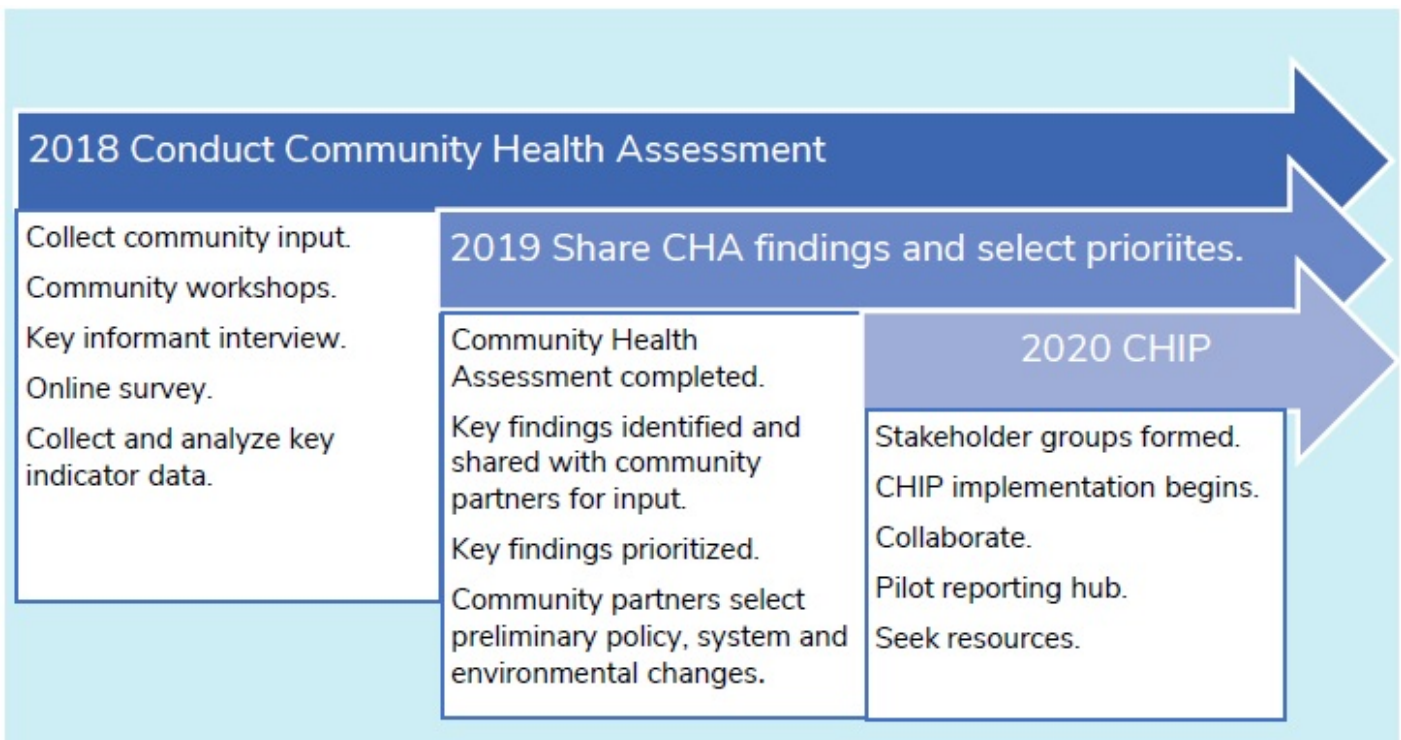 2018 Conduct Community Health Assessment
Collect community input.
Community workshops.
Key informant interview.
Online survey.
Collect and analyze key
indicator data.
2019 Share CHA findings and select prioriites.
Community Health
Assessment completed.
Key findings identified and
shared with community
partners for input.
Key findings prioritized.
Community partners select
preliminary policy, system and
environmental changes.
2020 CHIP
Stakeholder groups formed.
CHIP implementation begins.
Collaborate.
Pilot reporting hub.
Seek resources.